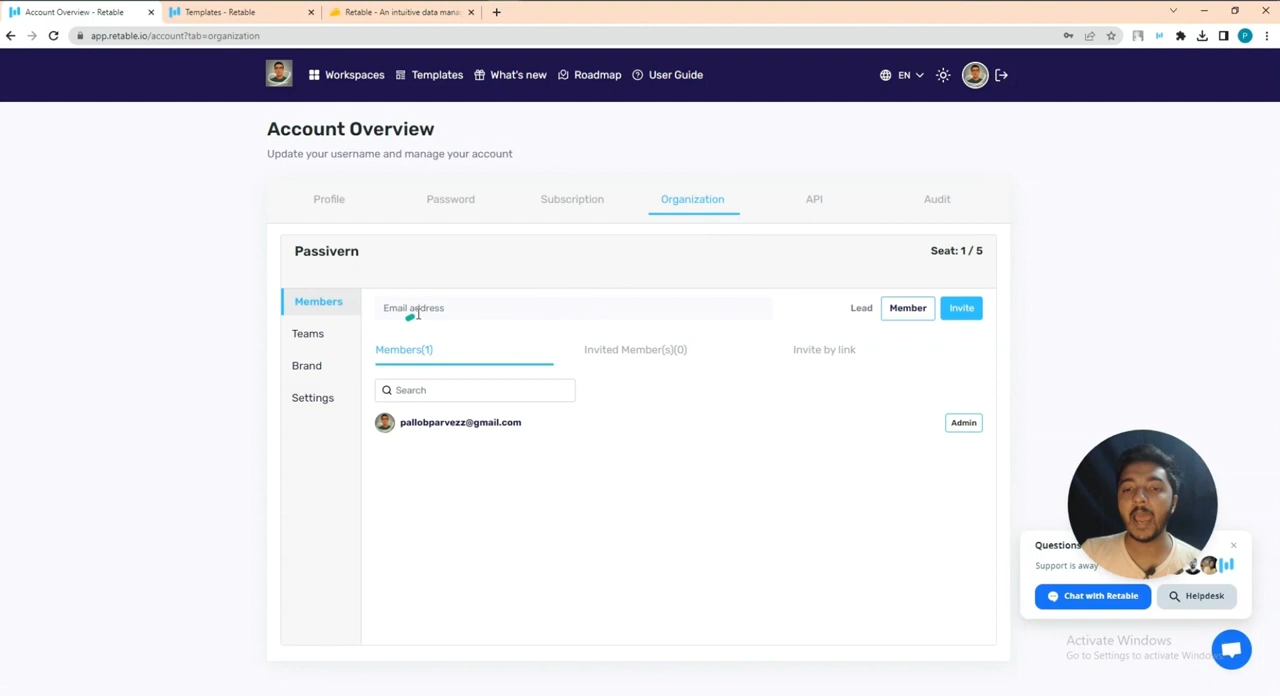 Account Overview - Retable
Templates - Retable
Retable - An intuitive data mana
app.retable.io/account?tab=organization
P
Workspaces
Templates
What's new
Roadmap
User Guide
EN
Account Overview
Update your username and manage your account
Profile
Password
Subscription
Organization
API
Audit
Passivern
Seat: 1 / 5
Members
Teams
Brand
Settings
Email address
Lead
Member
Invite
Members(1)
Invited Member(s)(0)
Invite by link
Search
pallobparvezz@gmail.com
Admin
Questions
Support is away
Chat with Retable
Helpdesk
Activate Windows
Go to Settings to activate Windo